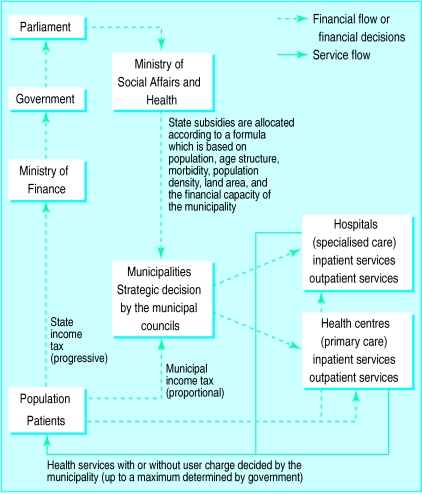 Parliament
Ministry of
Social Affairs and
Health
Financial flow or
financial decisions
Service flow
Government
State subsidies are allocated
according to a formula
which is based on
population, age structure,
morbidity, population
density, land area, and
the financial capacity of
the municipality
Ministry of
Finance
Hospitals
(specialised care)
inpatient services
outpatient services
Municipalities
Strategic decision
by the municipal
councils
Health centres
(primary care)
inpatient services
outpatient services
State
income
tax
(progressive)
Municipal
income tax
(proportional)
Population
Patients
Health services with or without user charge decided by the
municipality (up to a maximum determined by government)